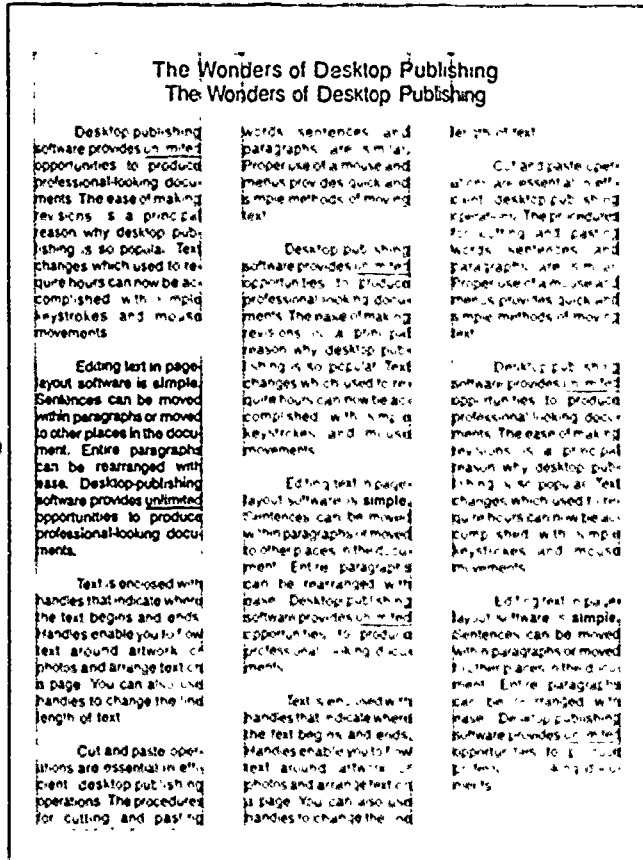 The Wonders of Desktop Publishing
The Wonders of Desktop Publishing
Desktop publishing
software provides unlimited
opportunities to produce
professional-looking docu-
ments. The ease of making
revisions is a principal
reason why desktop pub-
lishing is so popular. Text
changes which used to re-
quire hours can now be ac-
complished with simple
keystrokes and mouse
movements
Editing text in page-
layout software is simple.
Sentences can be moved
within paragraphs or moved
to other places in the docu-
ment. Entire paragraphs
can be rearranged with
ease. Desktop-publishing
software provides unlimited
opportunities to produce
professional-looking docu-
ments.
Text is enclosed with
handles that indicate where
the text begins and ends.
Handles enable you to flow
text around artwork or
photos and arrange text on
a page. You can also use
handles to change the line
length of text
Cut and paste oper-
ations are essential in effi-
cient desktop publishing
operations. The procedures
for cutting and pasting
words sentences and
paragraphs are similar.
Proper use of a mouse and
menus provides quick and
simple methods of moving
text
Desktop publishing
software provides unlimited
opportunities to produce
professional looking docu-
ments. The ease of making
revisions is a principal
reason why desktop pub-
lishing is so popular. Text
changes which used to re-
quire hours can now be ac-
complished with simple
keystrokes and mouse
movements
Editing text in page-
layout software is simple.
Sentences can be moved
within paragraphs or moved
to other places in the docu-
ment. Entire paragraphs
can be rearranged with
ease. Desktop publishing
software provides unlimited
opportunities to produce
professional looking docu-
ments
Text is enclosed with
handles that indicate where
the text begins and ends.
Handles enable you to flow
text around artwork or
photos and arrange text on
a page. You can also use
handles to change the line
length of text
Cut and paste oper-
ations are essential in effi-
cient desktop publishing
operations. The procedures
for cutting and pasting
words sentences and
paragraphs are similar.
Proper use of a mouse and
menus provides quick and
simple methods of moving
text
Desktop publishing
software provides unlimited
opportunities to produce
professional looking docu-
ments. The ease of making
revisions is a principal
reason why desktop pub-
lishing is so popular. Text
changes which used to re-
quire hours can now be ac-
complished with simple
keystrokes and mouse
movements
Editing text in page-
layout software is simple.
Sentences can be moved
within paragraphs or moved
to other places in the docu-
ment. Entire paragraphs
can be rearranged with
ease. Desktop publishing
software provides unlimited
opportunities to produce
looking docu-
ments